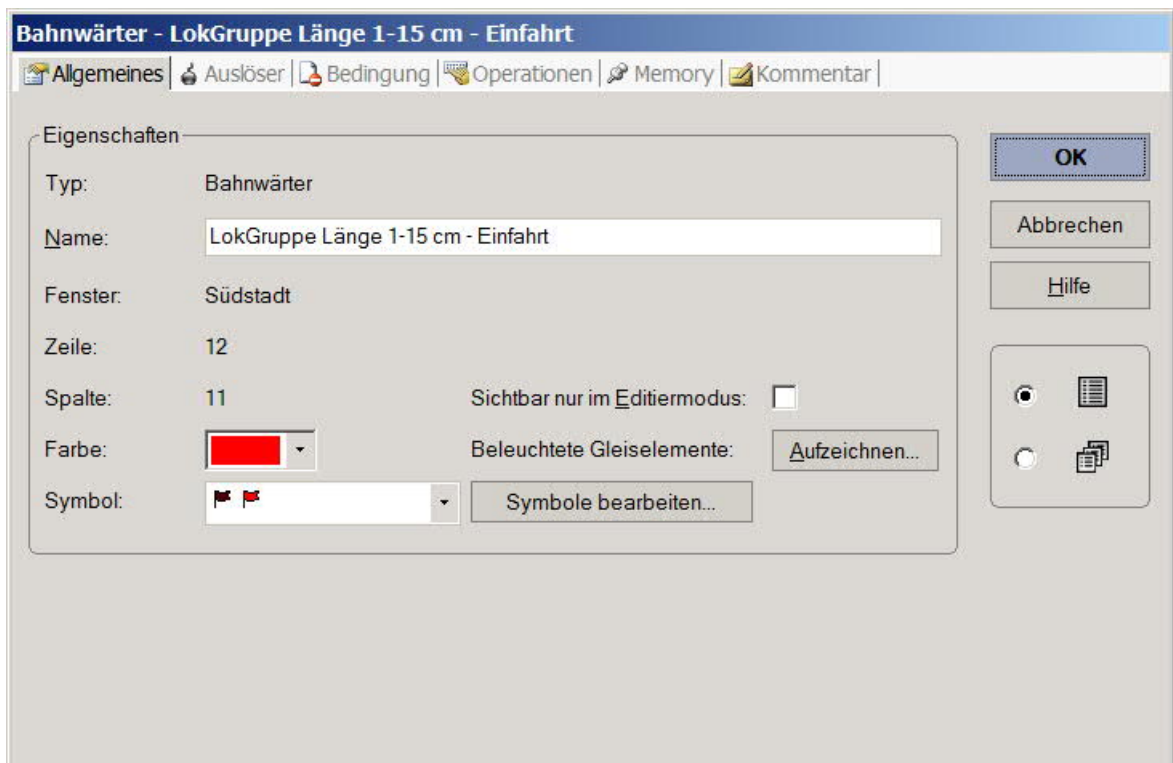 Bahnwärter - LokGruppe Länge 1-15 cm - Einfahrt
Allgemeines Auslöser Bedingung Operationen Memory Kommentar
Eigenschaften
Typ: Bahnwärter
Name: LokGruppe Länge 1-15 cm - Einfahrt
Fenster: Südstadt
Zeile: 12
Spalte: 11 Sichtbar nur im Editiermodus:
Farbe: Beleuchtete Gleiselemente: Aufzeichnen...
Symbol: Symbole bearbeiten...
OK
Abbrechen
Hilfe